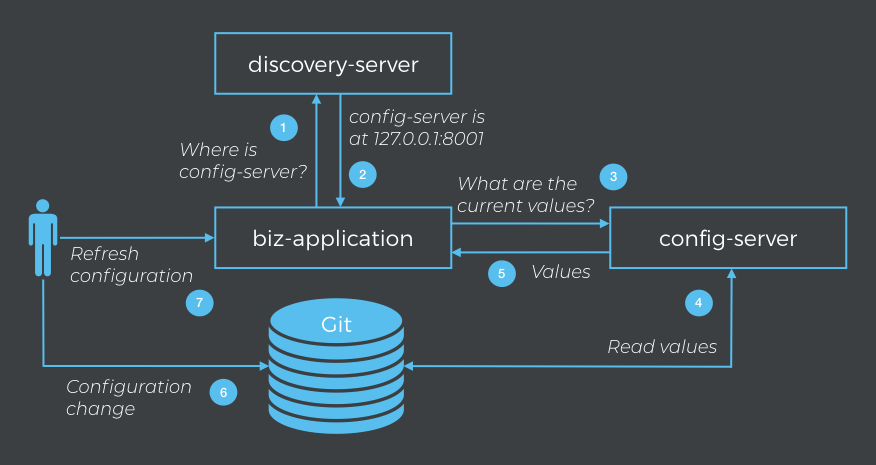 discovery-server
1
Where is
config-server?
config-server is
at 127.0.0.1:8001
2
What are the
current values?
3
biz-application
config-server
Refresh
configuration
7
5
Values
4
Git
Read values
Configuration
change
6